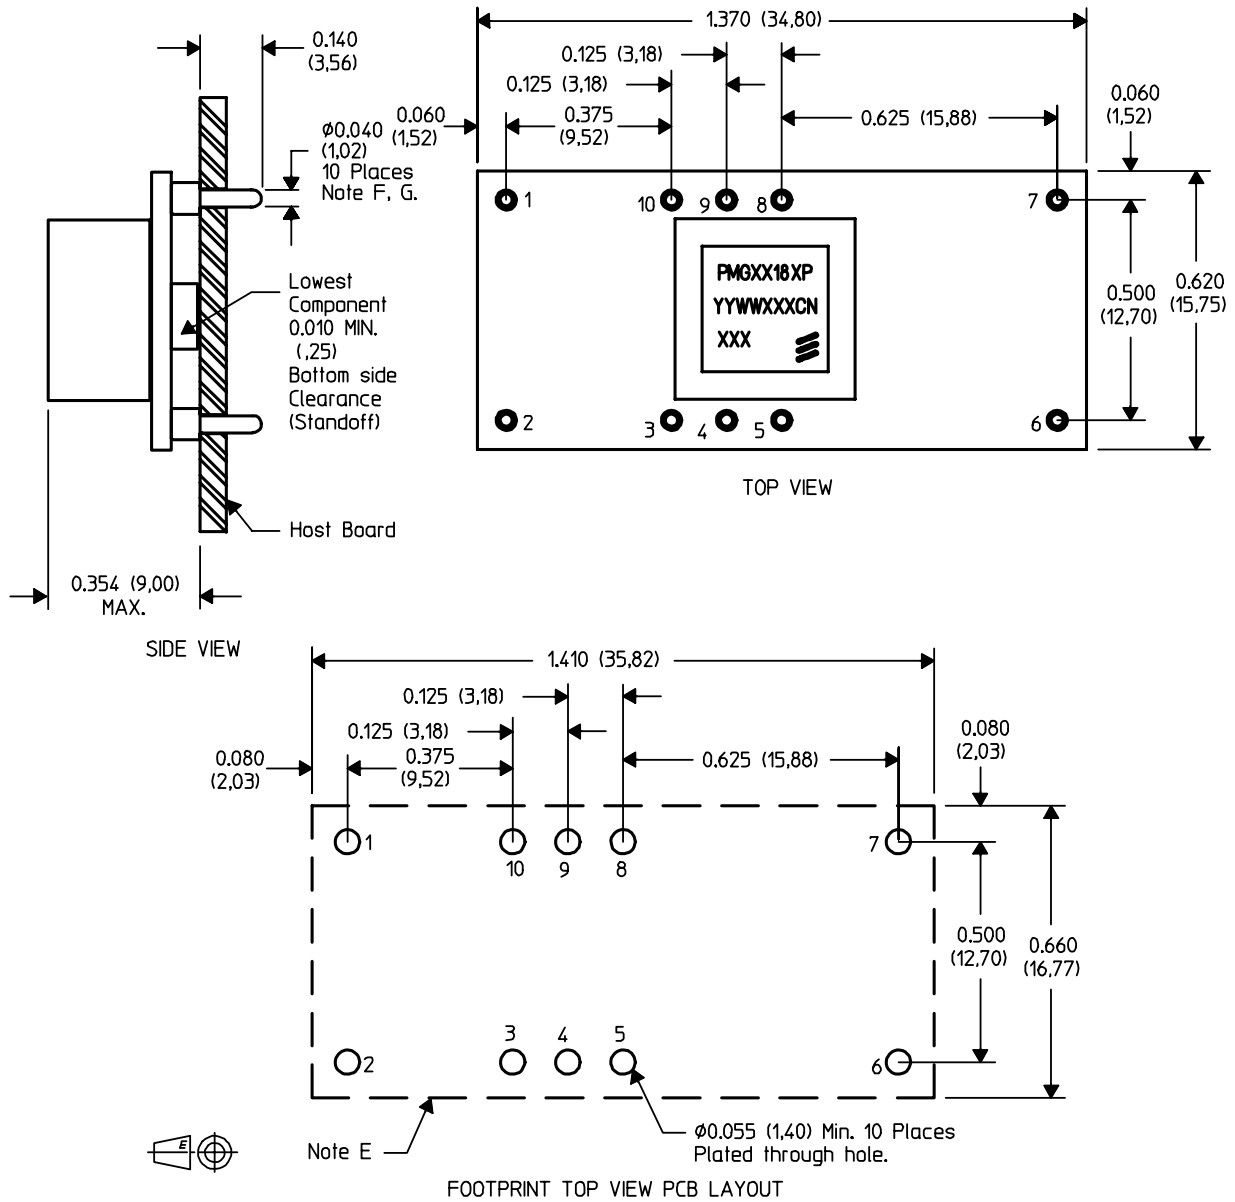 0.140
(3,56)
Ø0.040
(1,02)
10 Places
Note F, G.
Lowest
Component
0.010 MIN.
(,25)
Bottom side
Clearance
(Standoff)
Host Board
0.354 (9,00)
MAX.
SIDE VIEW
1.370 (34,80)
0.125 (3,18)
0.125 (3,18)
0.060
(1,52)
0.375
(9,52)
0.625 (15,88)
0.060
(1,52)
1
10
9
8
7
PMGXX18XP
YYWWXXXCN
XXX
0.500
(12,70)
0.620
(15,75)
2
3
4
5
6
TOP VIEW
1.410 (35,82)
0.125 (3,18)
0.125 (3,18)
0.080
(2,03)
0.375
(9,52)
0.625 (15,88)
0.080
(2,03)
1
10
9
8
7
0.500
(12,70)
0.660
(16,77)
2
3
4
5
6
E
Note E
Ø0.055 (1,40) Min. 10 Places
Plated through hole.
FOOTPRINT TOP VIEW PCB LAYOUT